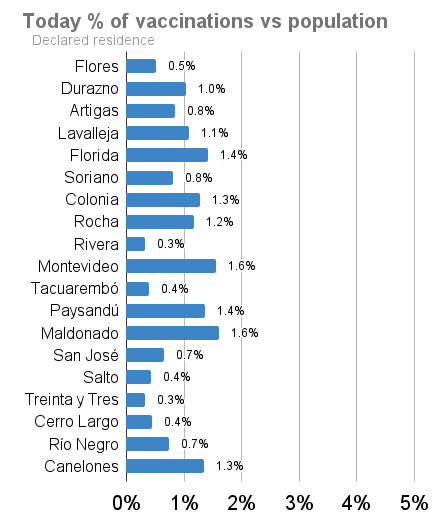 Today % of vaccinations vs population
Declared residence
Flores 0.5%
Durazno 1.0%
Artigas 0.8%
Lavalleja 1.1%
Florida 1.4%
Soriano 0.8%
Colonia 1.3%
Rocha 1.2%
Rivera 0.3%
Montevideo 1.6%
Tacuarembó 0.4%
Paysandú 1.4%
Maldonado 1.6%
San José 0.7%
Salto 0.4%
Treinta y Tres 0.3%
Cerro Largo 0.4%
Río Negro 0.7%
Canelones 1.3%
0% 1% 2% 3% 4% 5%